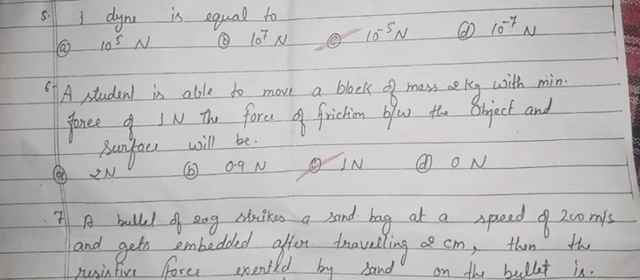 5. 1 dyne is equal to
(a) 10⁵ N (b) 10⁷ N (c) 10⁻⁵ N (d) 10⁻⁷ N
6. A student is able to move a block of mass 2 kg with min.
force of 1 N the force of friction b/w the object and
surface will be.
(a) 2N (b) 0.9 N (c) 1N (d) 0 N
7. A bullet of 20g strikes a sand bag at a speed of 200 m/s
and gets embedded after travelling 2 cm, then the
resistive force exerted by sand on the bullet is.